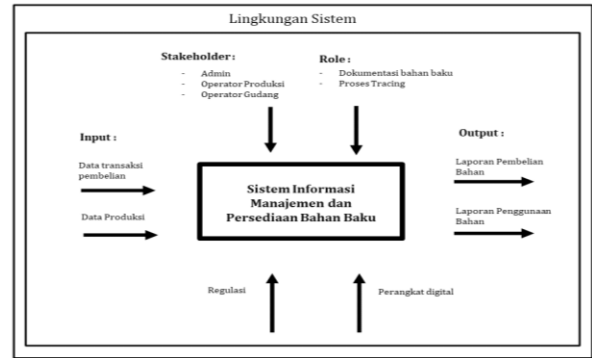 Lingkungan Sistem
Stakeholder :
- Admin
- Operator Produksi
- Operator Gudang
Role :
- Dokumentasi bahan baku
- Proses Tracing
Input :
Data transaksi
pembelian
Data Produksi
Sistem Informasi
Manajemen dan
Persediaan Bahan Baku
Output :
Laporan Pembelian
Bahan
Laporan Penggunaan
Bahan
Regulasi
Perangkat digital